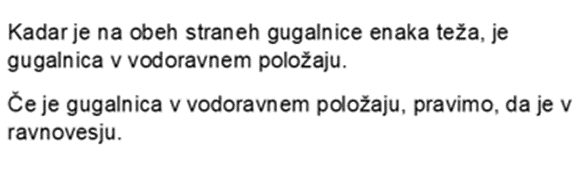 Kadar je na obeh straneh gugalnice enaka teža, je
gugalnica v vodoravnem položaju.
Če je gugalnica v vodoravnem položaju, pravimo, da je v
ravnovesju.